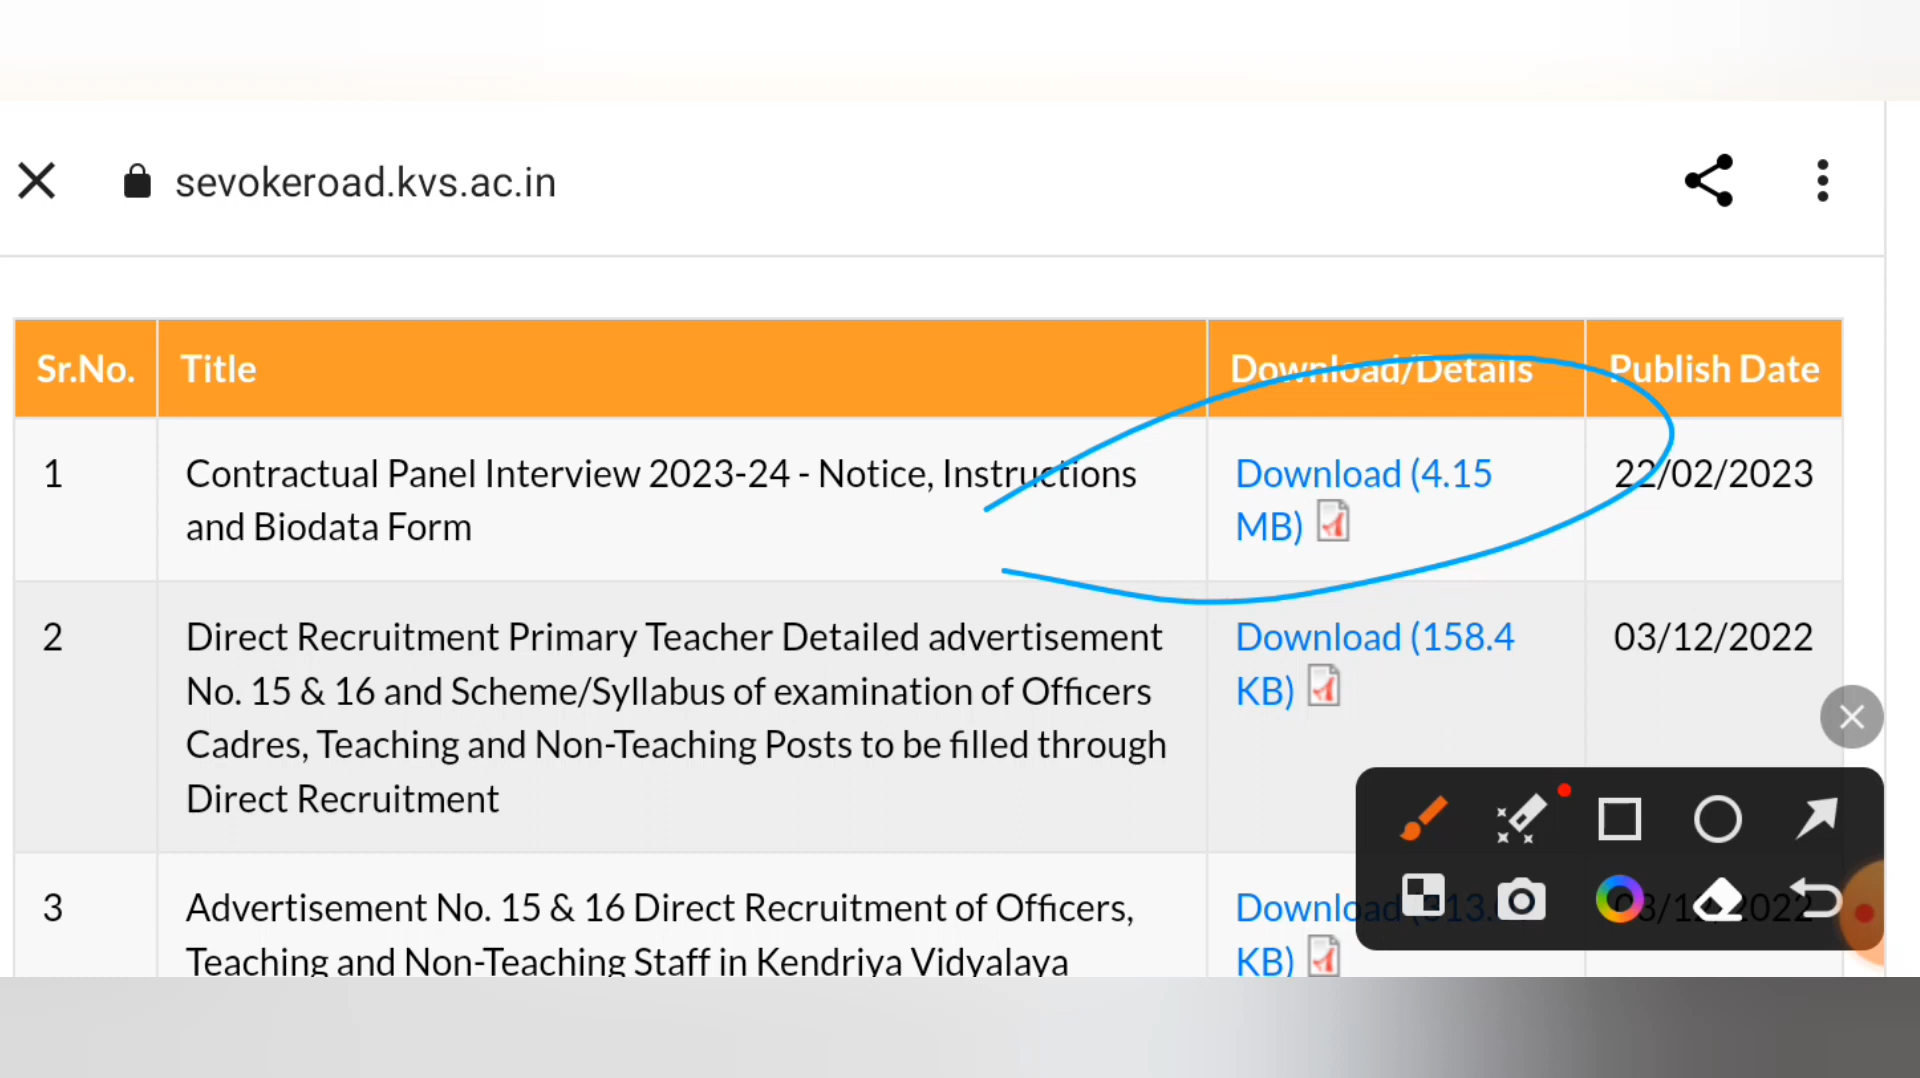 sevokeroad.kvs.ac.in
Sr.No. Title Download/Details Publish Date
1 Contractual Panel Interview 2023-24 - Notice, Instructions Download (4.15 22/02/2023
and Biodata Form MB)
2 Direct Recruitment Primary Teacher Detailed advertisement Download (158.4 03/12/2022
No. 15 & 16 and Scheme/Syllabus of examination of Officers KB)
Cadres, Teaching and Non-Teaching Posts to be filled through
Direct Recruitment
3 Advertisement No. 15 & 16 Direct Recruitment of Officers, Download
Teaching and Non-Teaching Staff in Kendriya Vidyalaya KB)